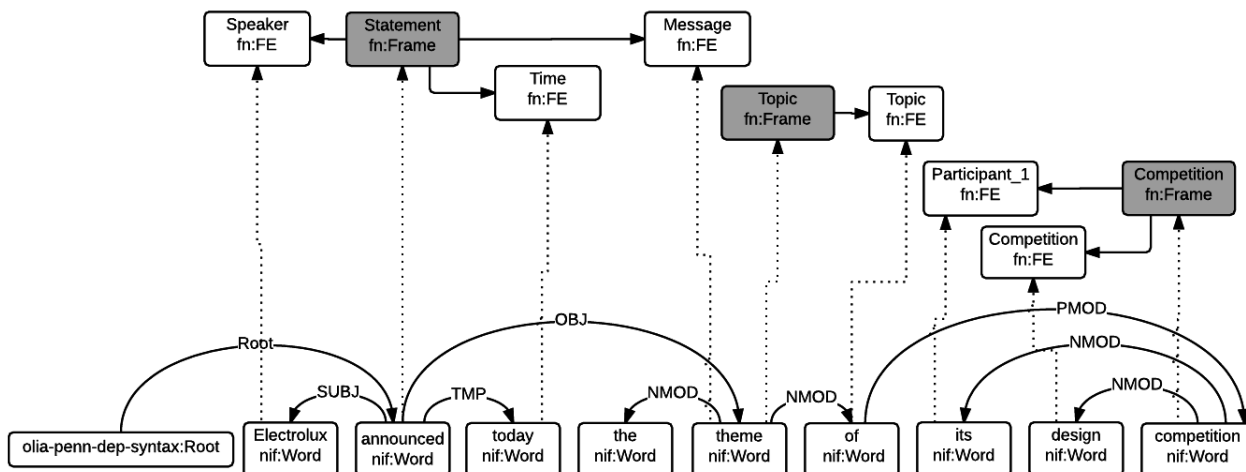 Speaker
fn:FE
Statement
fn:Frame
Message
fn:FE
Time
fn:FE
Topic
fn:Frame
Topic
fn:FE
Participant_1
fn:FE
Competition
fn:Frame
Competition
fn:FE
OBJ
PMOD
Root
NMOD
SUBJ
TMP
NMOD
NMOD
NMOD
olia-penn-dep-syntax:Root
Electrolux
nif:Word
announced
nif:Word
today
nif:Word
the
nif:Word
theme
nif:Word
of
nif:Word
its
nif:Word
design
nif:Word
competition
nif:Word